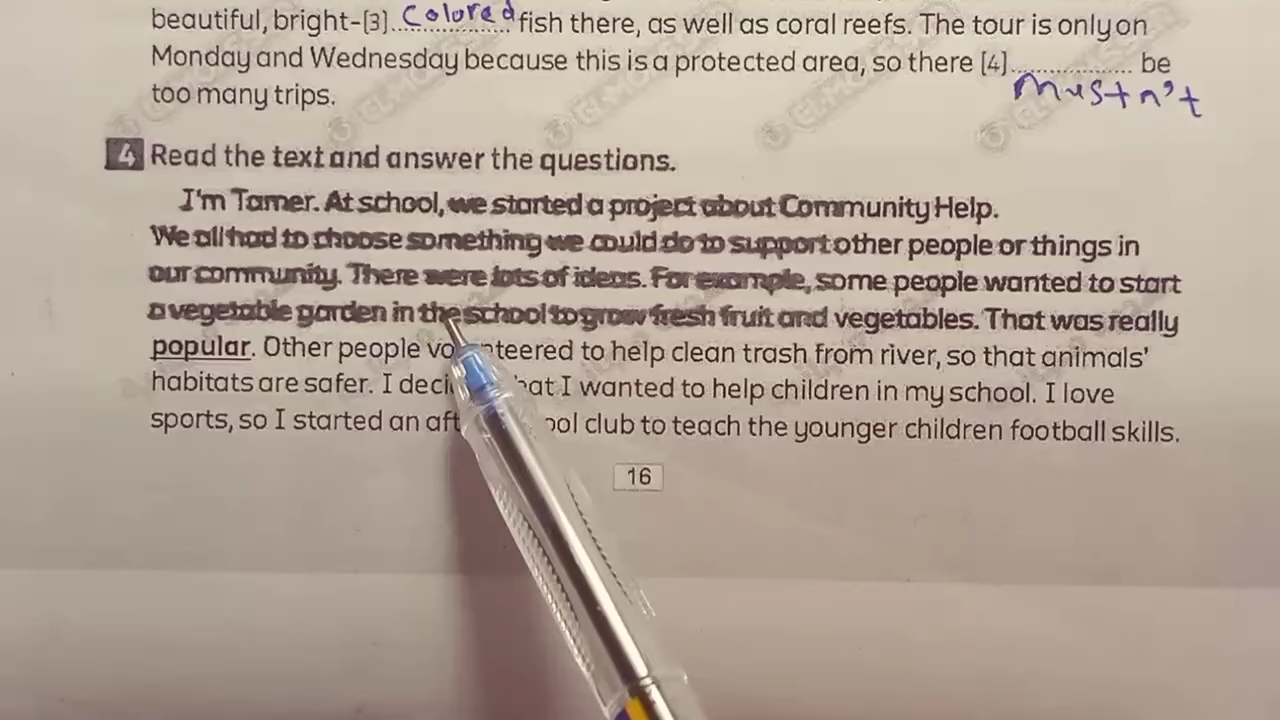 beautiful, bright-[3] colored fish there, as well as coral reefs. The tour is only on
Monday and Wednesday because this is a protected area, so there [4].................. be
mustn't
too many trips.
4 Read the text and answer the questions.
I'm Tamer. At school, we started a project about Community Help.
We all had to choose something we could do to support other people or things in
our community. There were lots of ideas. For example, some people wanted to start
a vegetable garden in the school to grow fresh fruit and vegetables. That was really
popular. Other people teered to help clean trash from river, so that animals'
habitats are safer. I that I wanted to help children in my school. I love
sports, so I started an club to teach the younger children football skills.
16